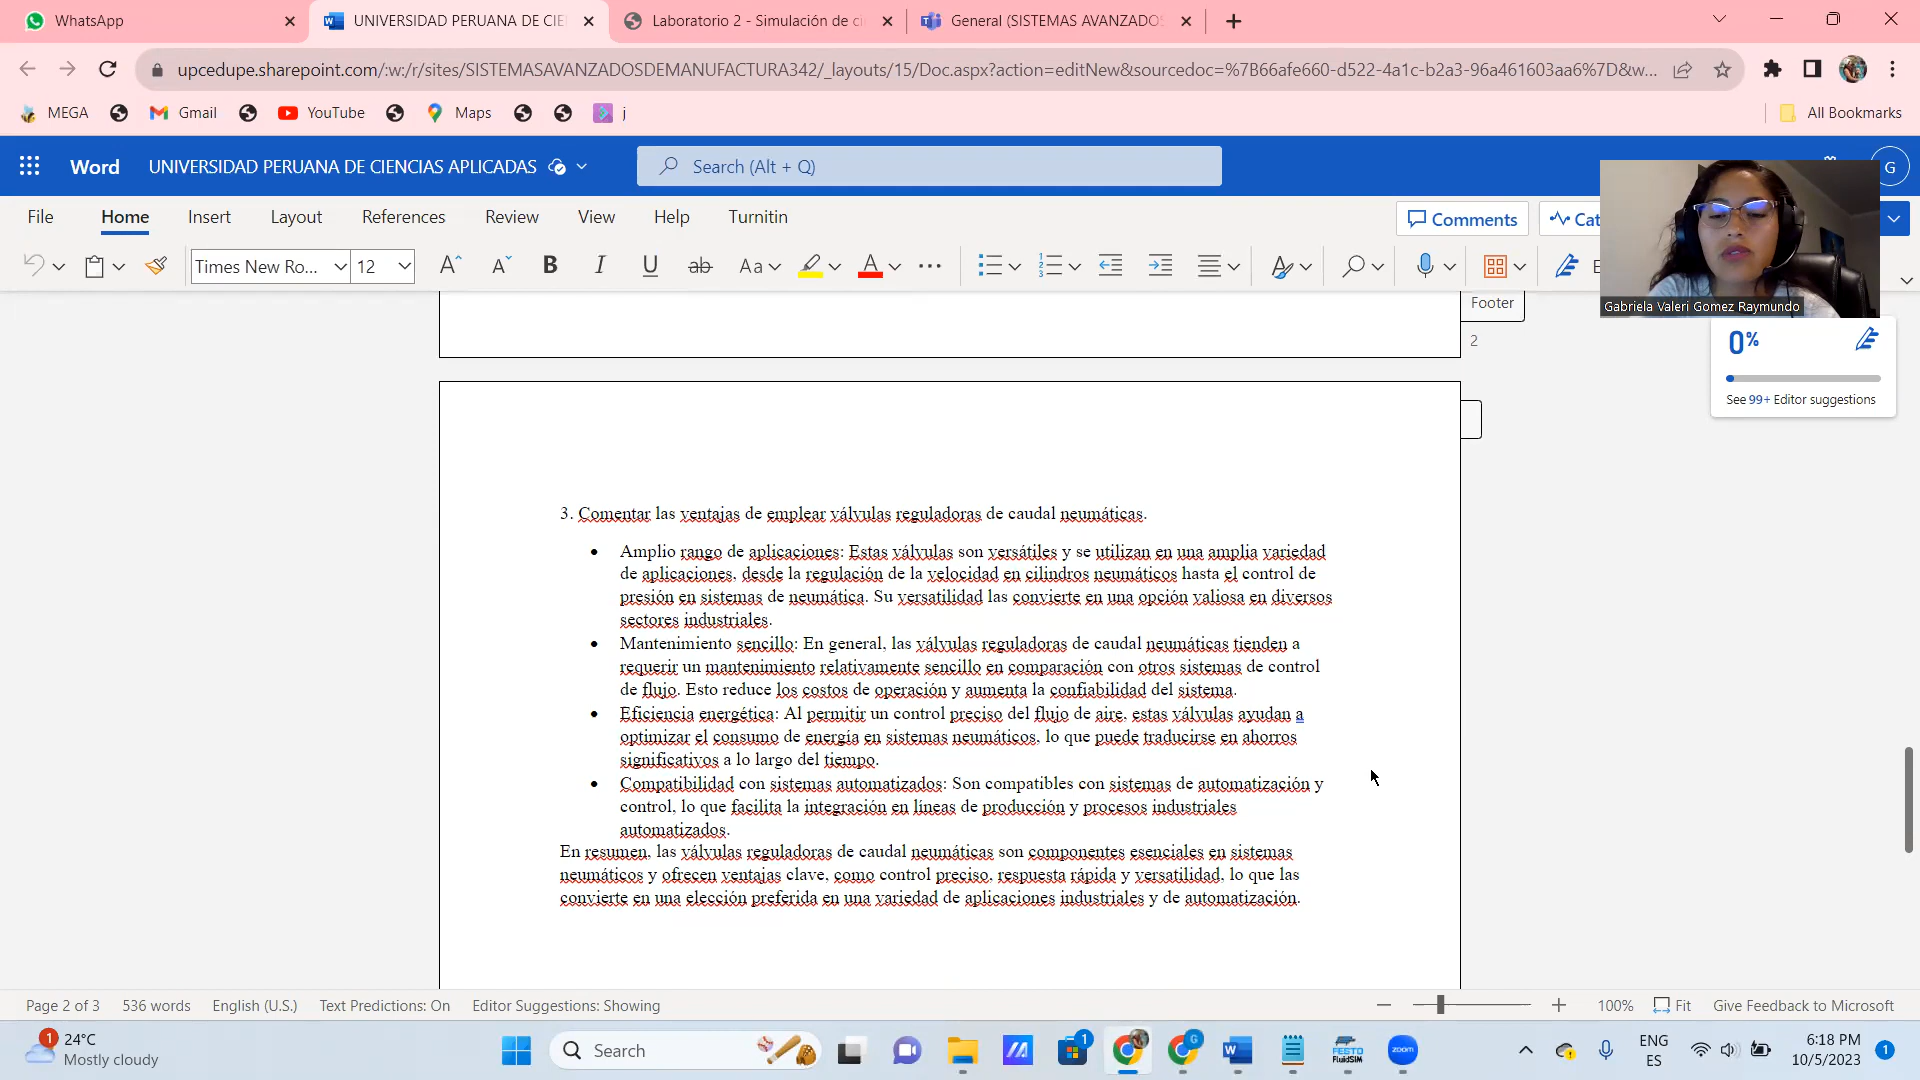 WhatsApp
UNIVERSIDAD PERUANA DE CIE
Laboratorio 2 - Simulación de ci
General (SISTEMAS AVANZADOS
upcedupe.sharepoint.com/:w:/r/sites/SISTEMASAVANZADOSDEMANUFACTURA342/_layouts/15/Doc.aspx?action=editNew&sourcedoc=%7B66afe660-d522-4a1c-b2a3-96a461603aa6%7D&w...
MEGA
Gmail
YouTube
Maps
j
All Bookmarks
Word
UNIVERSIDAD PERUANA DE CIENCIAS APLICADAS
Search (Alt + Q)
G
File
Home
Insert
Layout
References
Review
View
Help
Turnitin
Comments
Cat
Times New Ro...
12
Gabriela Valeri Gomez Raymundo
Footer
2
0%
See 99+ Editor suggestions
3. Comentar las ventajas de emplear válvulas reguladoras de caudal neumáticas.
• Amplio rango de aplicaciones: Estas válvulas son versátiles y se utilizan en una amplia variedad
de aplicaciones, desde la regulación de la velocidad en cilindros neumáticos hasta el control de
presión en sistemas de neumática. Su versatilidad las convierte en una opción valiosa en diversos
sectores industriales.
• Mantenimiento sencillo: En general, las válvulas reguladoras de caudal neumáticas tienden a
requerir un mantenimiento relativamente sencillo en comparación con otros sistemas de control
de flujo. Esto reduce los costos de operación y aumenta la confiabilidad del sistema.
• Eficiencia energética: Al permitir un control preciso del flujo de aire, estas válvulas ayudan a
optimizar el consumo de energía en sistemas neumáticos, lo que puede traducirse en ahorros
significativos a lo largo del tiempo.
• Compatibilidad con sistemas automatizados: Son compatibles con sistemas de automatización y
control, lo que facilita la integración en líneas de producción y procesos industriales
automatizados.
En resumen, las válvulas reguladoras de caudal neumáticas son componentes esenciales en sistemas
neumáticos y ofrecen ventajas clave, como control preciso, respuesta rápida y versatilidad, lo que las
convierte en una elección preferida en una variedad de aplicaciones industriales y de automatización.
Page 2 of 3
536 words
English (U.S.)
Text Predictions: On
Editor Suggestions: Showing
100%
Fit
Give Feedback to Microsoft
1
24°C
Mostly cloudy
Search
1
G
FESTO
FluidSIM
zoom
ENG
ES
6:18 PM
10/5/2023
1